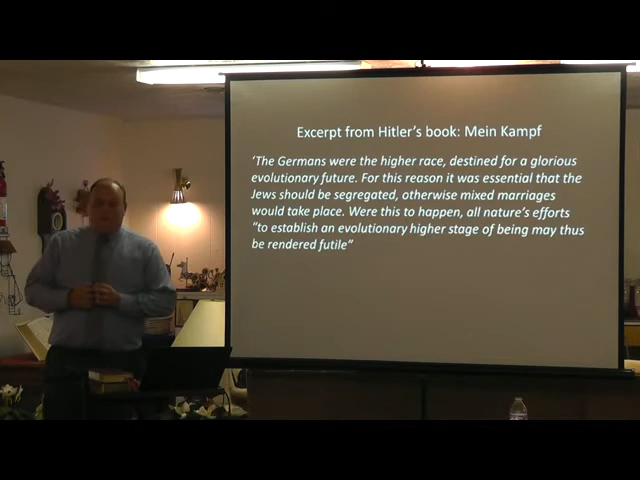 Excerpt from Hitler's book: Mein Kampf
'The Germans were the higher race, destined for a glorious
evolutionary future. For this reason it was essential that the
Jews should be segregated, otherwise mixed marriages
would take place. Were this to happen, all nature's efforts
"to establish an evolutionary higher stage of being may thus
be rendered futile"